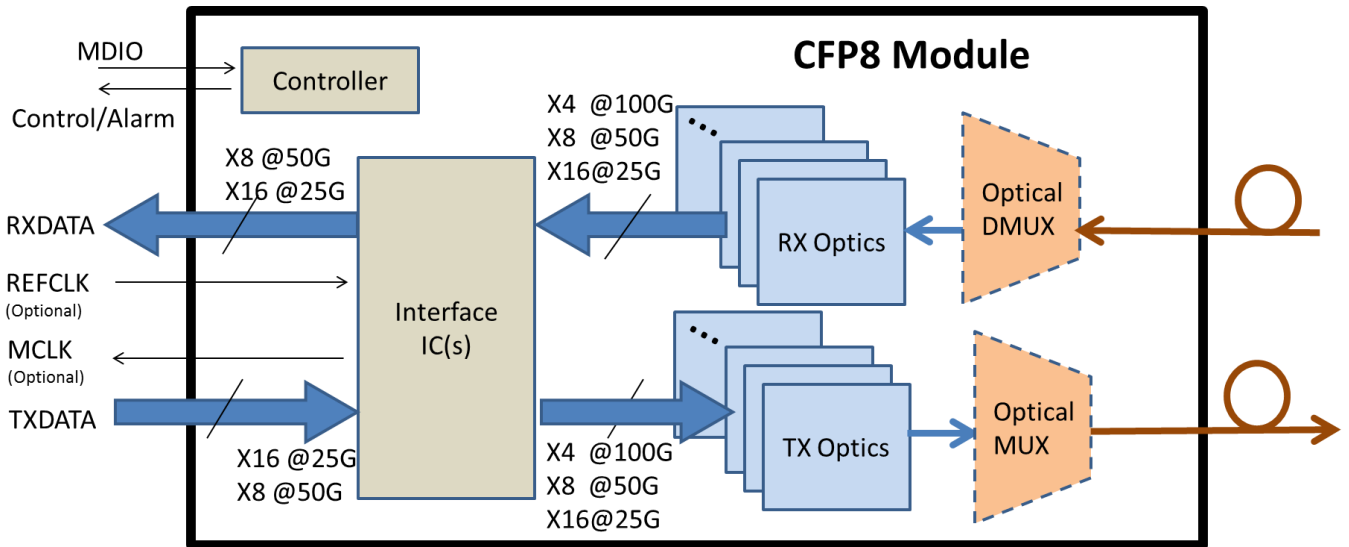 CFP8 Module
MDIO
Controller
Control/Alarm
X4 @100G
X8 @50G
X16@25G
X8 @50G
X16 @25G
Optical
DMUX
RXDATA
RX Optics
REFCLK
(Optional)
Interface
IC(s)
MCLK
(Optional)
TXDATA
Optical
MUX
TX Optics
X16 @25G
X8 @50G
X4 @100G
X8 @50G
X16@25G